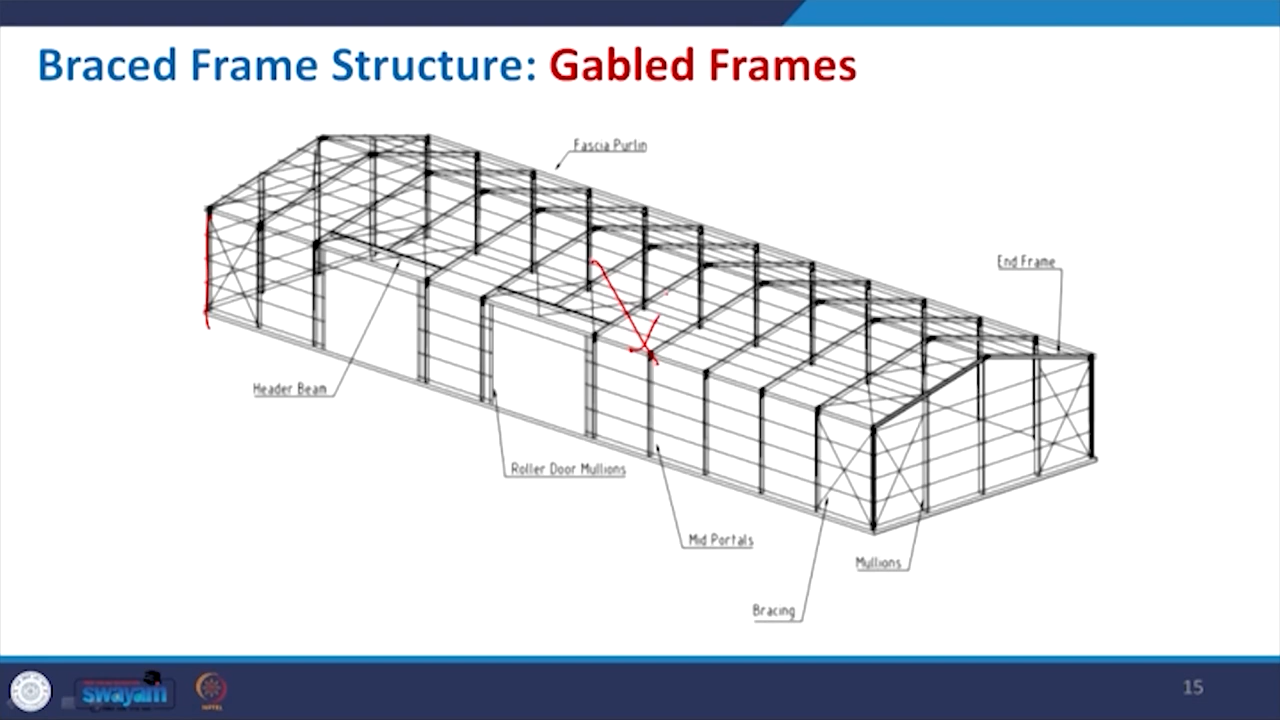 Braced Frame Structure: Gabled Frames
Fascia Purlin
End Frame
Header Beam
Roller Door Mullions
Mid Portals
Mullions
Bracing
swayam
15